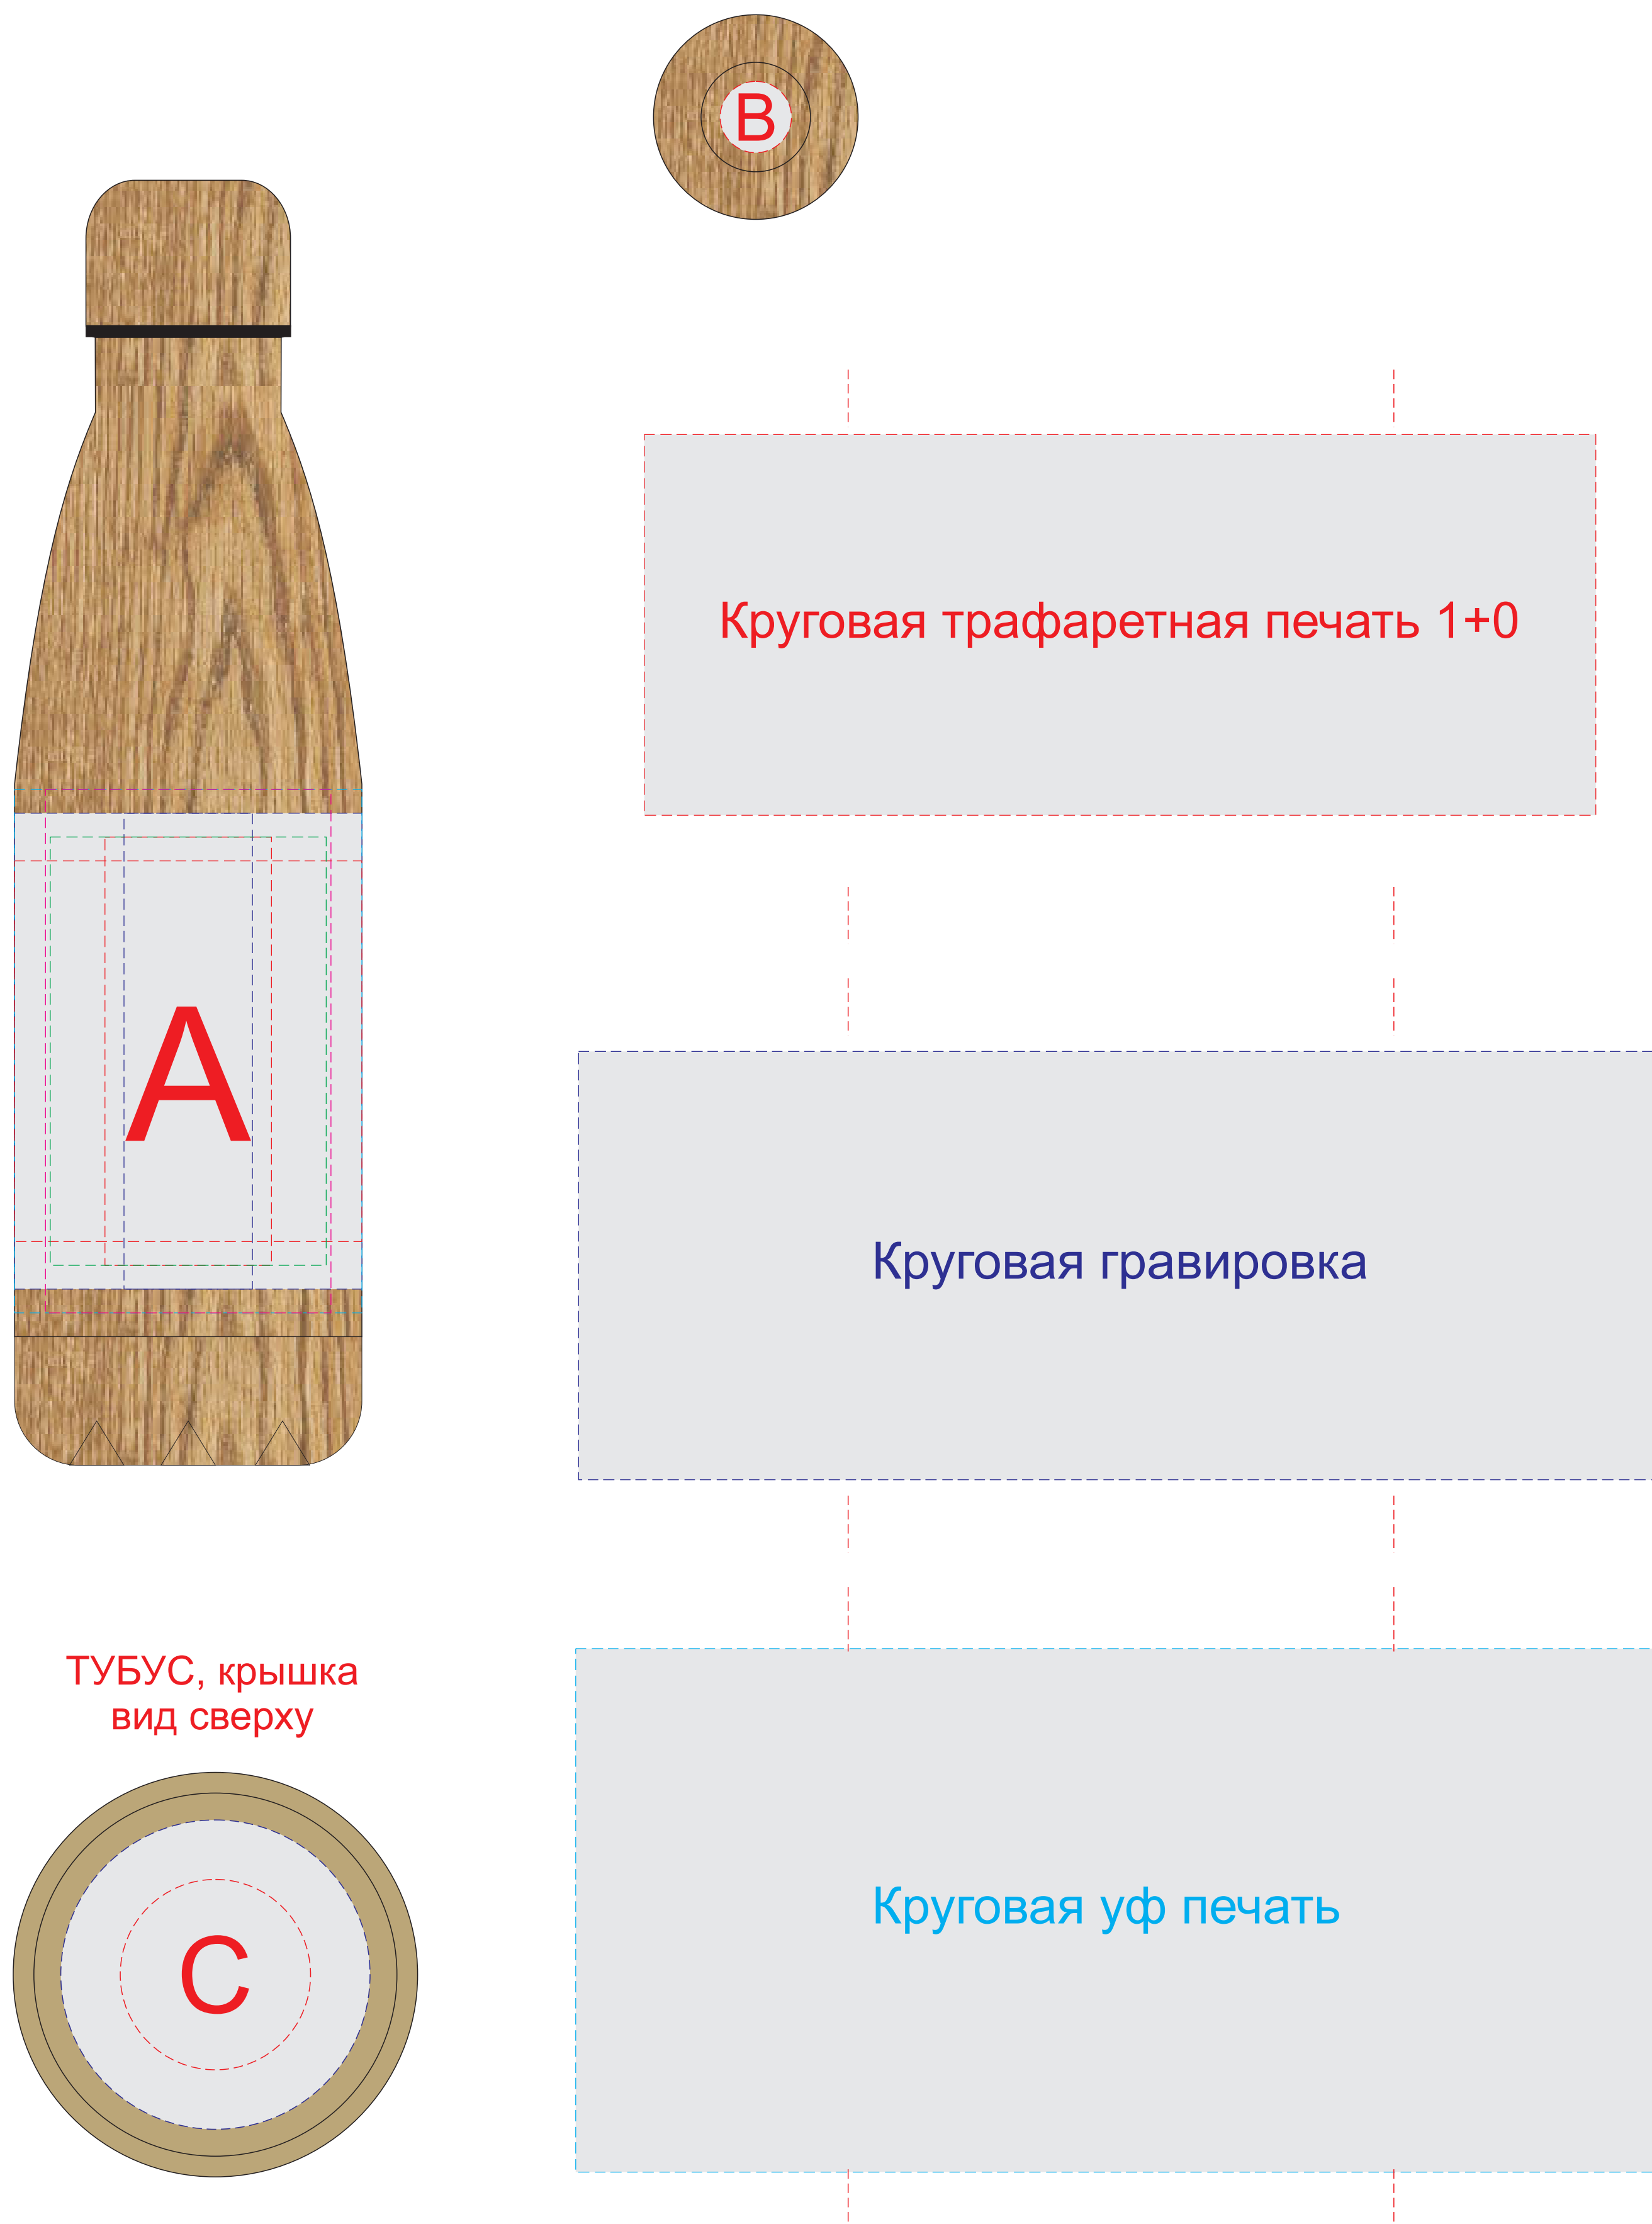 B
Круговая трафаретная печать 1+0
A
Круговая гравировка
ТУБУС, крышка
вид сверху
Круговая уф печать
C